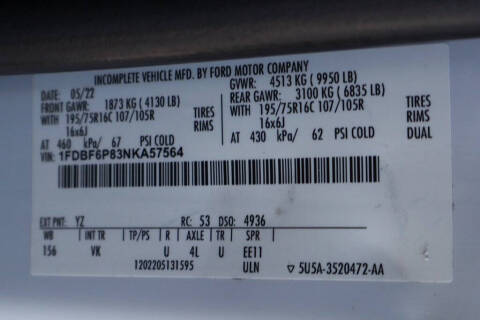 INCOMPLETE VEHICLE MFD. BY FORD MOTOR COMPANY
DATE: 05/22 GVWR: 4513 KG ( 9950 LB)
FRONT GAWR: 1873 KG ( 4130 LB) REAR GAWR: 3100 KG ( 6835 LB)
WITH 195/75R16C 107/105R TIRES WITH 195/75R16C 107/105R TIRES
16x6J RIMS 16x6J RIMS
AT 460 kPa/ 67 PSI COLD AT 430 kPa/ 62 PSI COLD DUAL
VIN: 1FDBF6P83NKA57564
EXT PNT: YZ RC: 53 DSO: 4936
WB INT TR TP/PS R AXLE TR SPR
156 VK U 4L U EE11
1202205131595 ULN ▽ 5U5A-3520472-AA